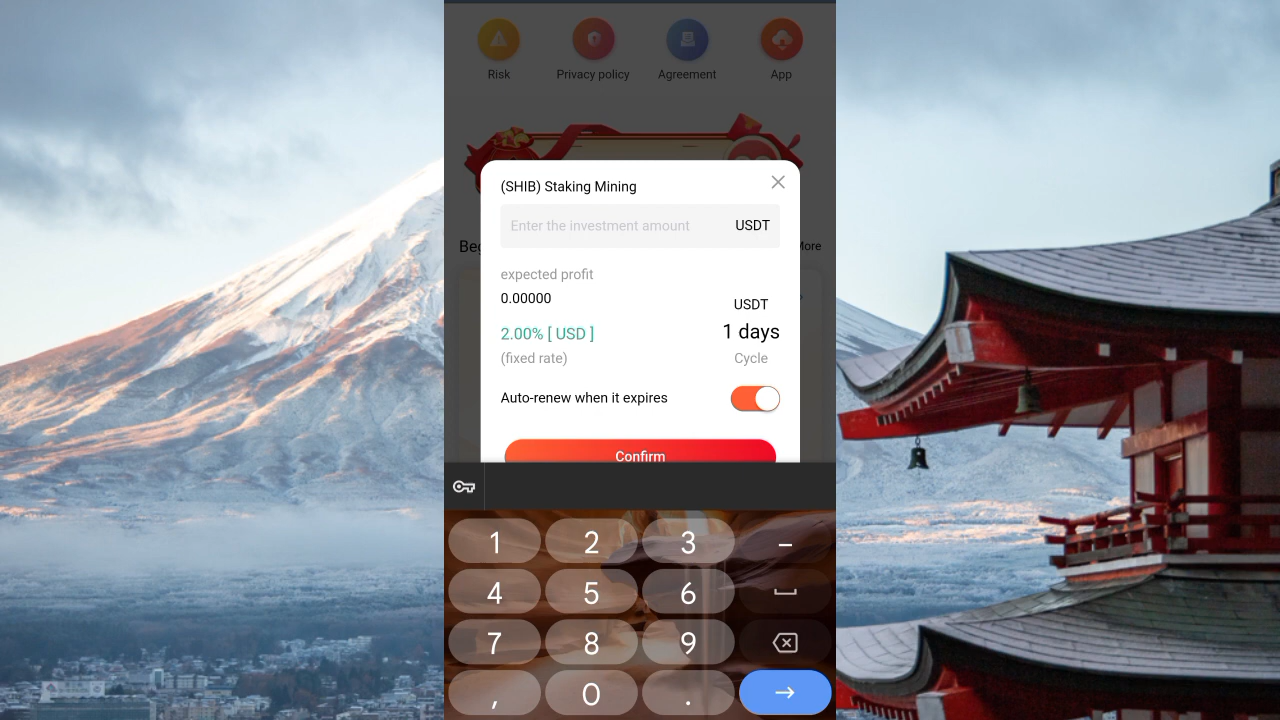 Risk
Privacy policy
Agreement
App
(SHIB) Staking Mining
Enter the investment amount USDT
More
expected profit
0.00000
USDT
2.00% [ USD ]
1 days
(fixed rate)
Cycle
Auto-renew when it expires
Confirm
1 2 3 –
4 5 6
7 8 9
, 0 .